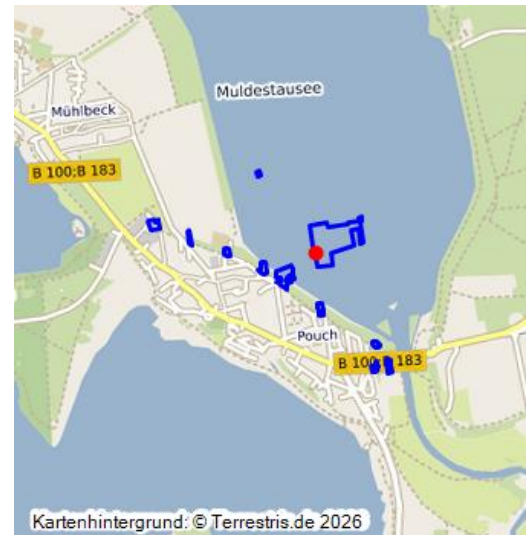 Muldestausee
Mühlbeck
B 100;B 183
Pouch
B 100;B 183
Kartenhintergrund: © Terrestris.de 2026